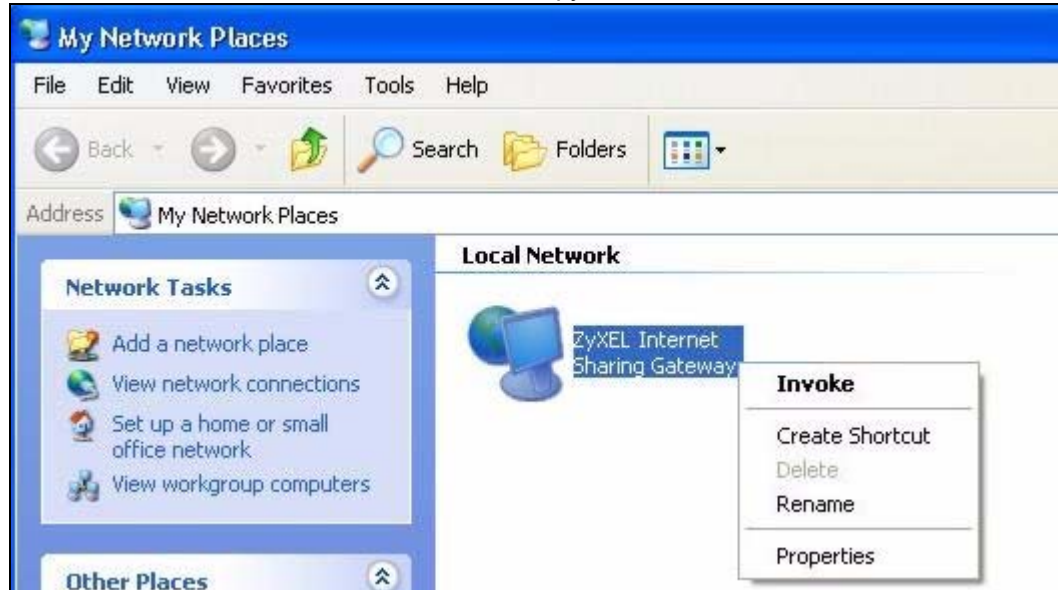 My Network Places
File Edit View Favorites Tools Help
Back Search Folders
Address My Network Places
Network Tasks
Add a network place
View network connections
Set up a home or small
office network
View workgroup computers
Other Places
Local Network
ZyXEL Internet
Sharing Gateway
Invoke
Create Shortcut
Delete
Rename
Properties